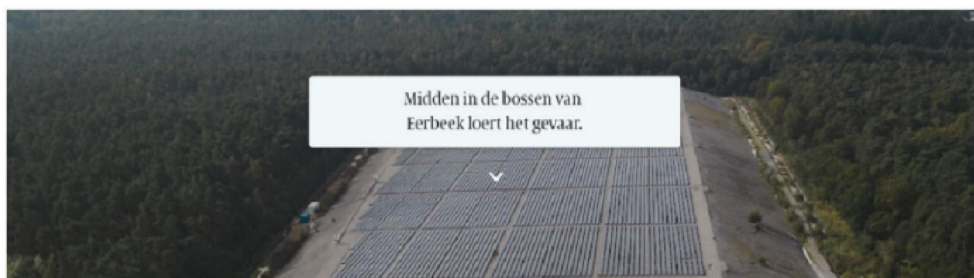 Midden in de bossen van
Eerbeek loert het gevaar.